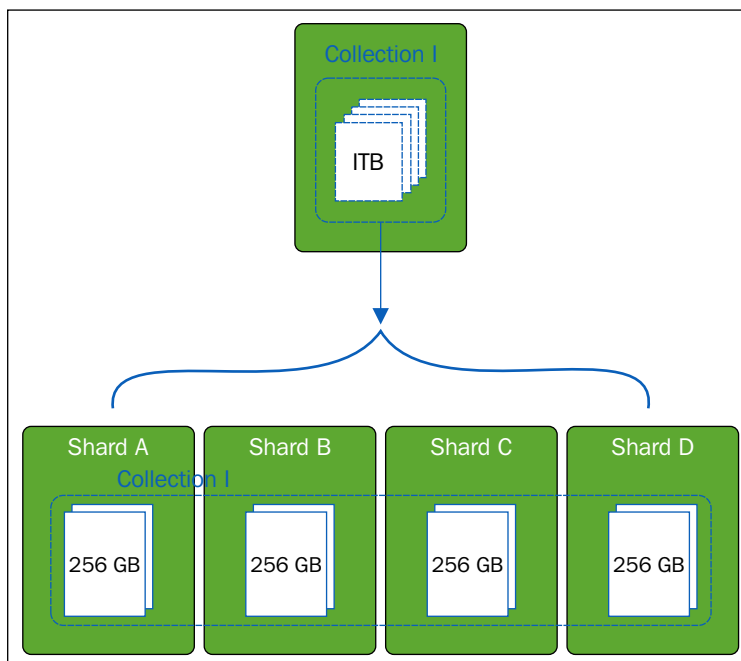 Collection I
ITB
Shard A
Shard B
Shard C
Shard D
Collection I
256 GB
256 GB
256 GB
256 GB